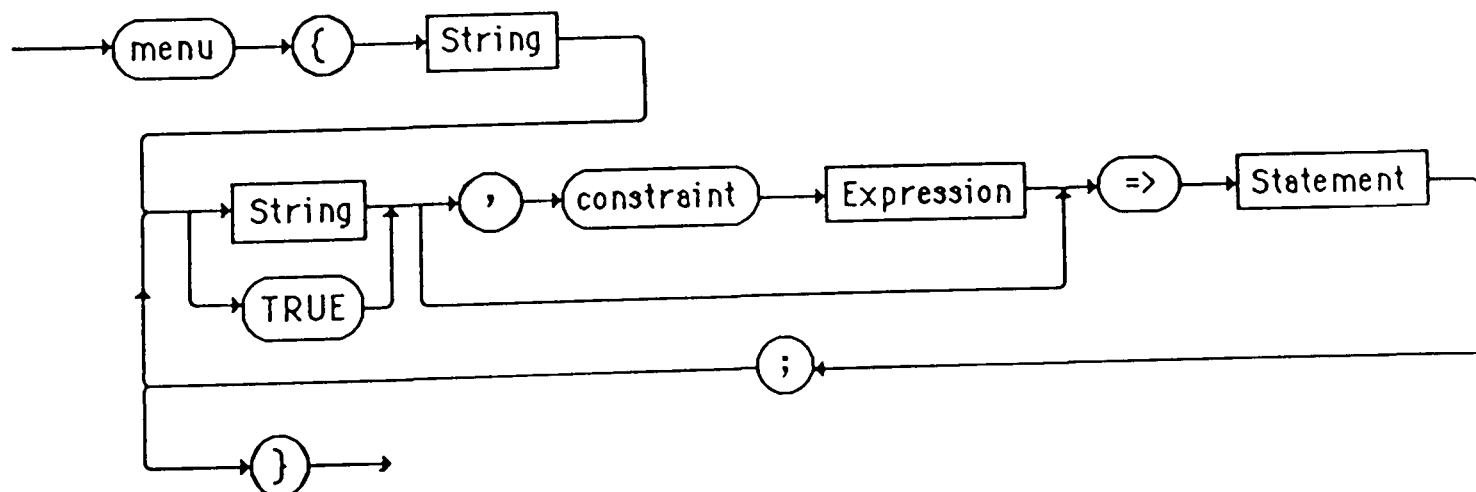 menu { String
String , constraint Expression => Statement
TRUE
;
}